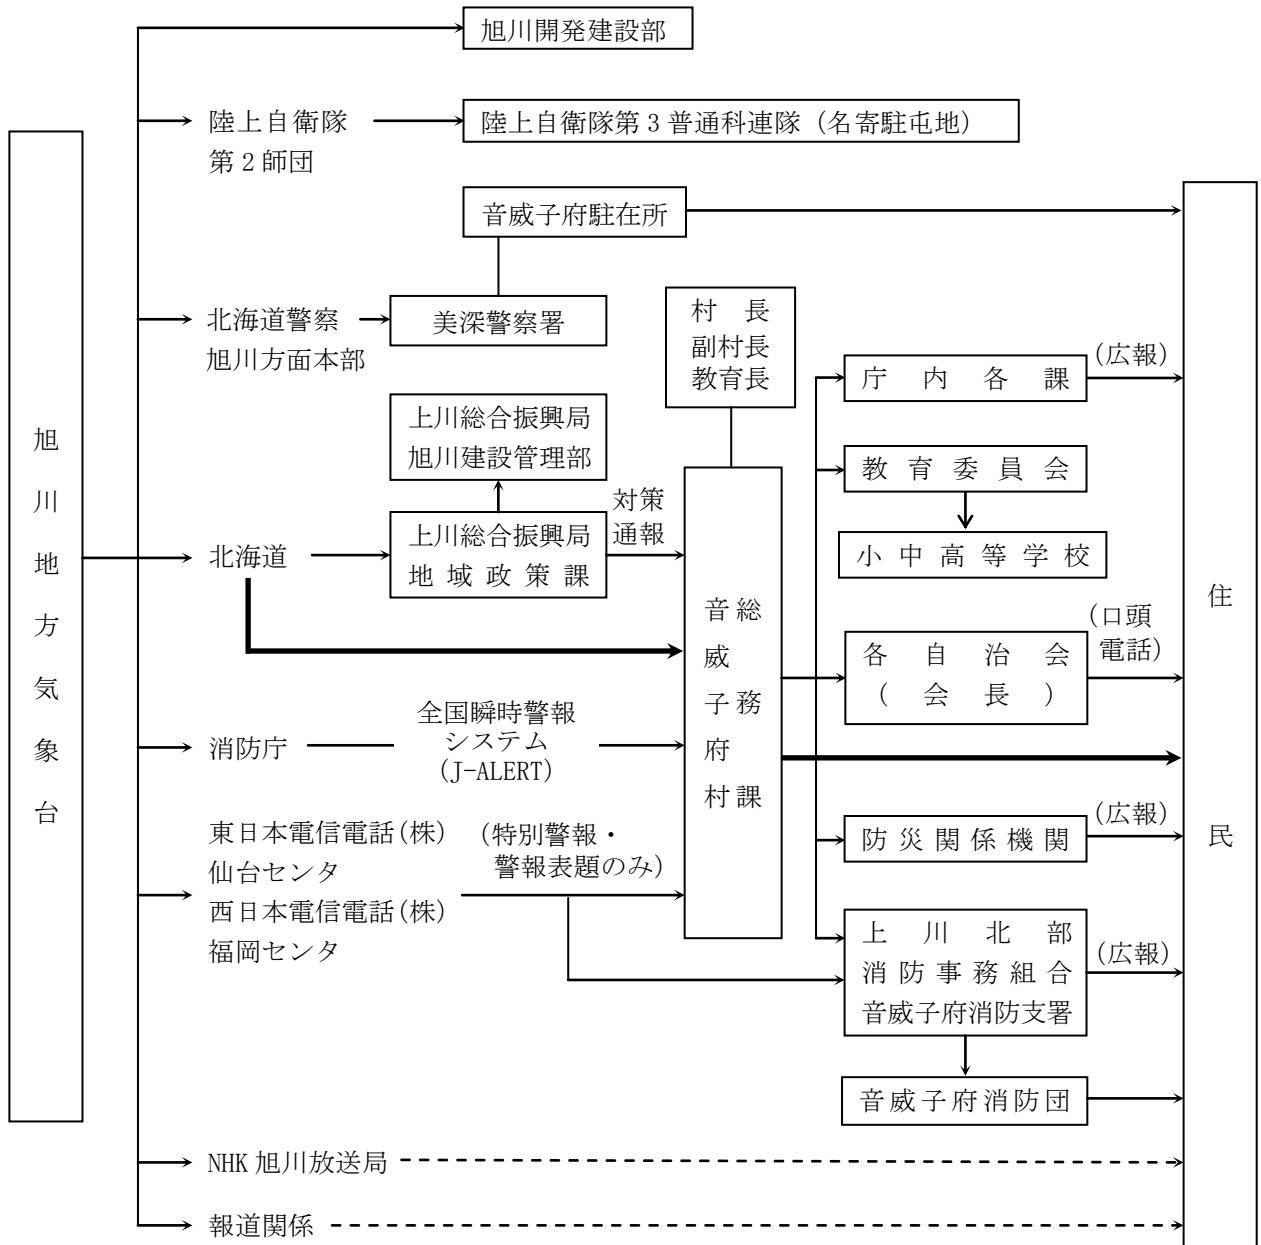 旭川開発建設部
陸上自衛隊
第2師団
陸上自衛隊第3普通科連隊（名寄駐屯地）
音威子府駐在所
北海道警察
旭川方面本部
美深警察署
村長
副村長
教育長
庁内各課
（広報）
上川総合振興局
旭川建設管理部
教育委員会
小中高等学校
旭川地方気象台
北海道
上川総合振興局
地域政策課
対策
通報
音威子府村
総務課
各自治会
（会長）
（口頭
電話）
住民
消防庁
全国瞬時警報
システム
（J-ALERT）
東日本電信電話（株）
仙台センタ
西日本電信電話（株）
福岡センタ
（特別警報・
警報表題のみ）
防災関係機関
（広報）
上川北部
消防事務組合
音威子府消防支署
（広報）
音威子府消防団
NHK旭川放送局
報道関係